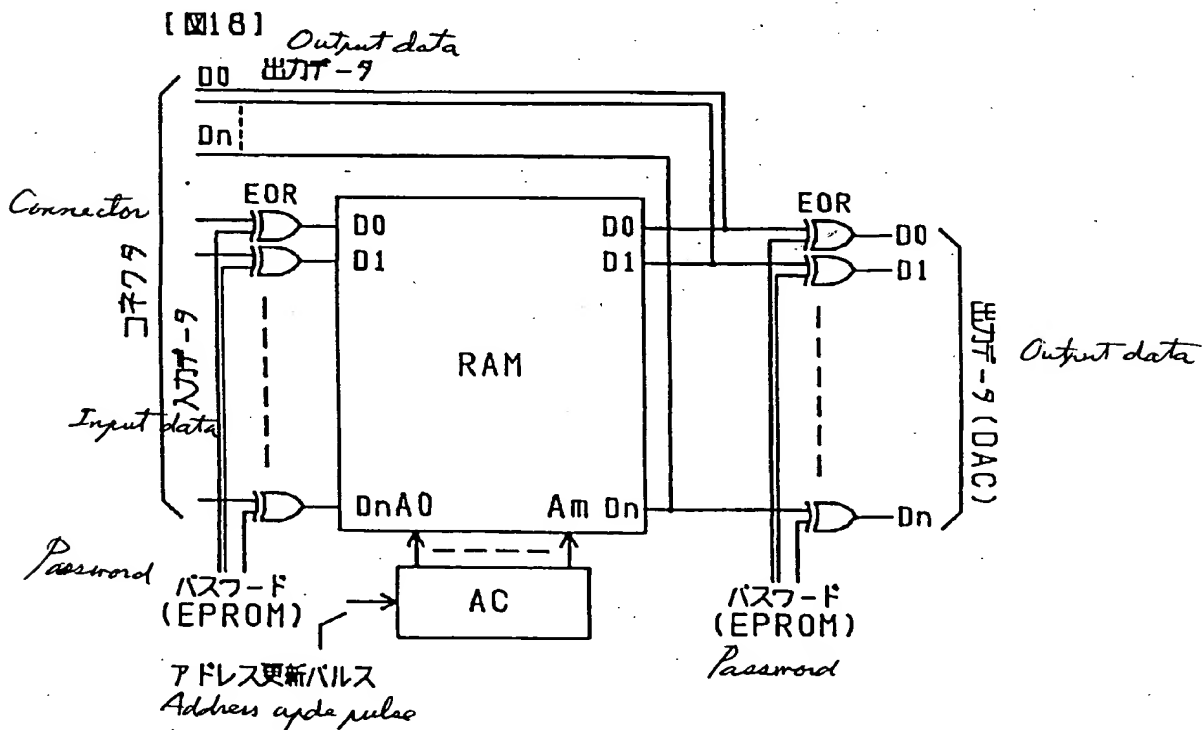 [図18]
Output data
D0 出力データ
Dn
Connector
コネクタ
EOR
D0
D1
D0
D1
EOR
D0
D1
入力データ
Input data
RAM
出力データ(DAC)
Output data
DnA0
Am Dn
Dn
Password
パスワード
(EPROM)
AC
パスワード
(EPROM)
Password
アドレス更新パルス
Address upda pulse